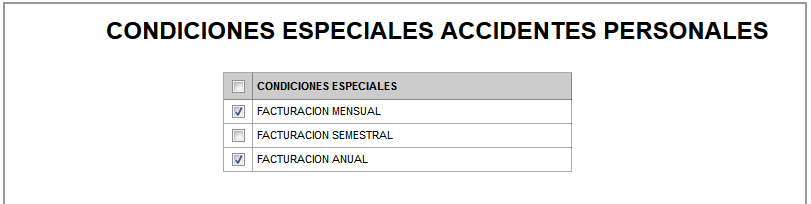 CONDICIONES ESPECIALES ACCIDENTES PERSONALES
CONDICIONES ESPECIALES
FACTURACION MENSUAL
FACTURACION SEMESTRAL
FACTURACION ANUAL